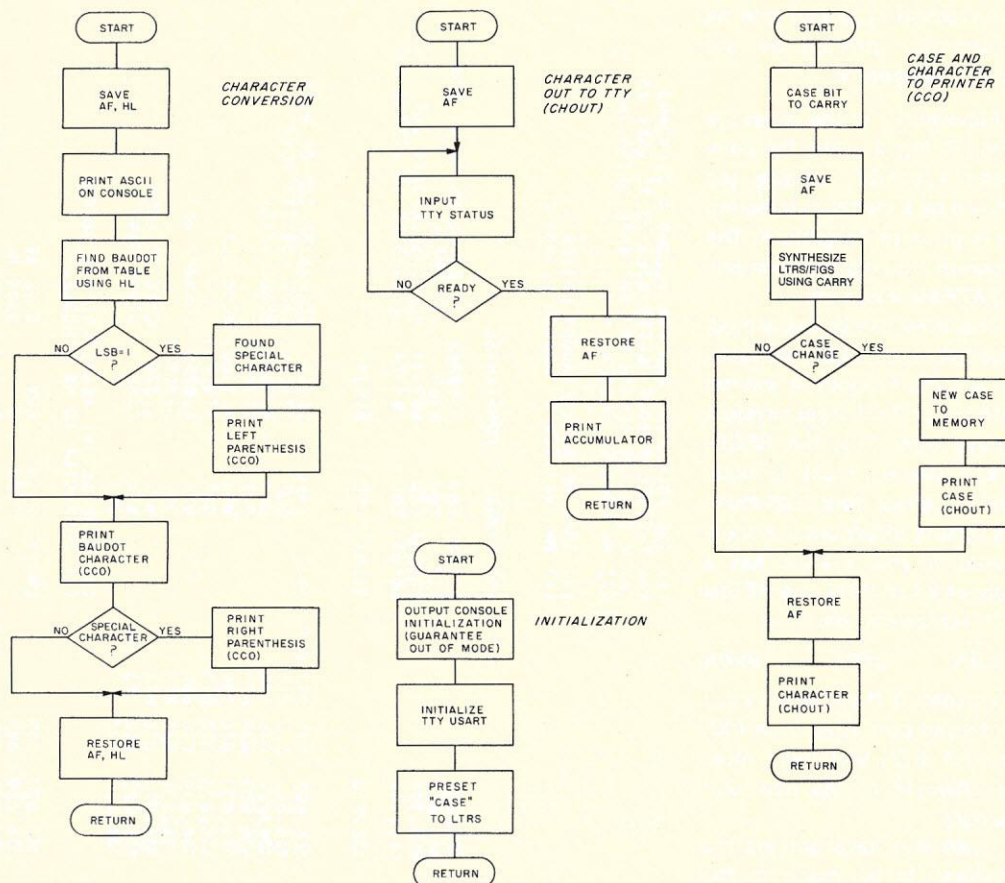 START
SAVE
AF, HL
CHARACTER
CONVERSION
PRINT ASCII
ON CONSOLE
FIND BAUDOT
FROM TABLE
USING HL
NO
LSB=1
?
YES
FOUND
SPECIAL
CHARACTER
PRINT
LEFT
PARENTHESIS
(CCO)
PRINT
BAUDOT
CHARACTER
(CCO)
NO
SPECIAL
CHARACTER
?
YES
PRINT
RIGHT
PARENTHESIS
(CCO)
RESTORE
AF, HL
RETURN
START
SAVE
AF
CHARACTER
OUT TO TTY
(CHOUT)
INPUT
TTY STATUS
NO
READY
?
YES
RESTORE
AF
PRINT
ACCUMULATOR
RETURN
START
OUTPUT CONSOLE
INITIALIZATION
(GUARANTEE
OUT OF MODE)
INITIALIZATION
INITIALIZE
TTY USART
PRESET
"CASE"
TO LTRS
RETURN
START
CASE BIT
TO CARRY
CASE AND
CHARACTER
TO PRINTER
(CCO)
SAVE
AF
SYNTHESIZE
LTRS/FIGS
USING CARRY
NO
CASE
CHANGE
?
YES
NEW CASE
TO
MEMORY
PRINT
CASE
(CHOUT)
RESTORE
AF
PRINT
CHARACTER
(CHOUT)
RETURN